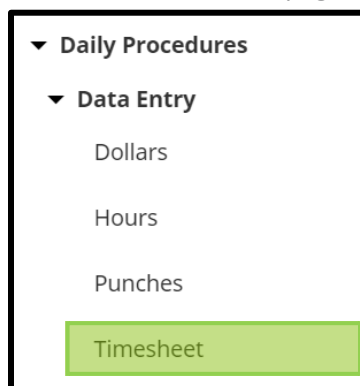 Daily Procedures
Data Entry
Dollars
Hours
Punches
Timesheet